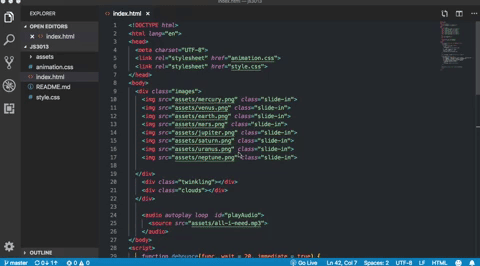 index.html — JS3013
EXPLORER
OPEN EDITORS
index.html
JS3013
assets
animation.css
index.html
README.md
style.css
OUTLINE
index.html
1 <!DOCTYPE html>
2 <html lang="en">
3 <head>
4 <meta charset="UTF-8">
5 <link rel="stylesheet" href="animation.css">
6 <link rel="stylesheet" href="style.css">
7 </head>
8 <body>
9 <div class="images">
10 <img src="assets/mercury.png" class="slide-in">
11 <img src="assets/venus.png" class="slide-in">
12 <img src="assets/earth.png" class="slide-in">
13 <img src="assets/mars.png" class="slide-in">
14 <img src="assets/jupiter.png" class="slide-in">
15 <img src="assets/saturn.png" class="slide-in">
16 <img src="assets/uranus.png" class="slide-in">
17 <img src="assets/neptune.png" class="slide-in">
18
19 </div>
20 <div class="twinkling"></div>
21 <div class="clouds"></div>
22 </div>
23
24 <audio autoplay loop id="playAudio">
25 <source src="assets/all-i-need.mp3">
26 </audio>
27 </body>
28 <script>
29 function debounce(func, wait = 20, immediate = true) {
master 0↓ 1↑ 0 0 Go Live Ln 42, Col 7 Spaces: 2 UTF-8 LF HTML